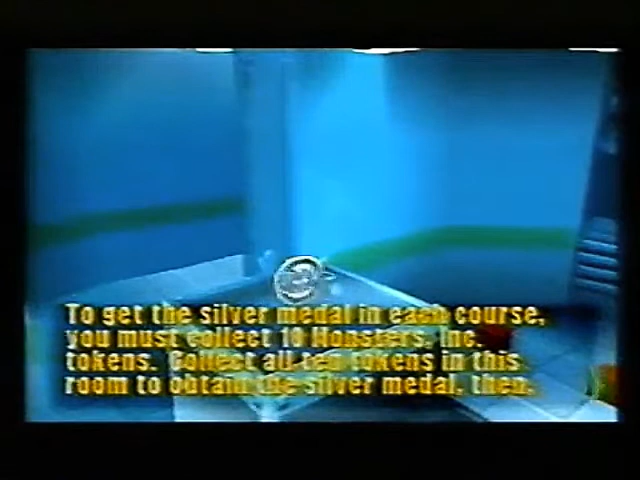 To get the silver medal in each course,
you must collect 10 Monsters, Inc.
tokens. Collect all ten tokens in this
room to obtain the silver medal, then,